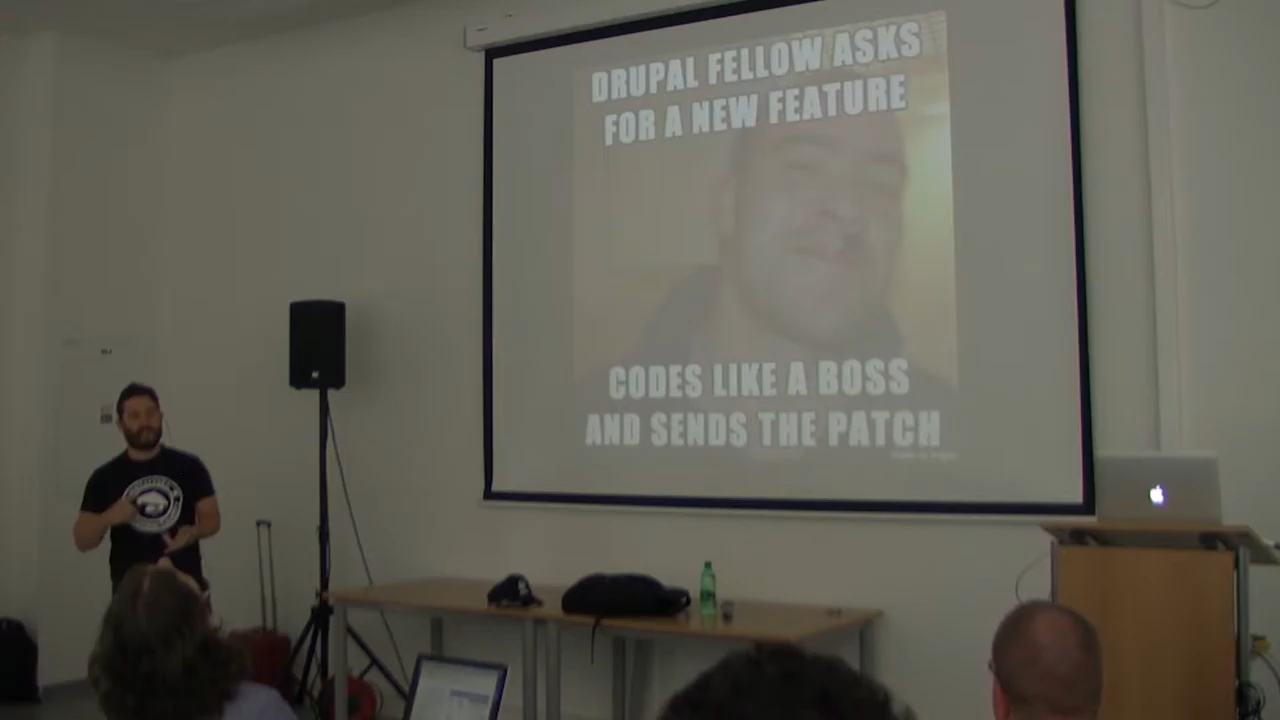 DRUPAL FELLOW ASKS
FOR A NEW FEATURE
CODES LIKE A BOSS
AND SENDS THE PATCH